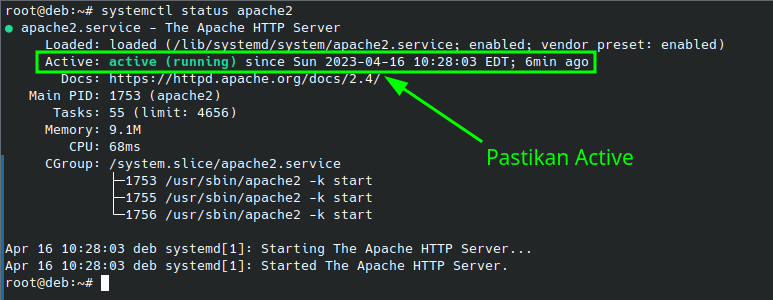 root@deb:~# systemctl status apache2
● apache2.service - The Apache HTTP Server
Loaded: loaded (/lib/systemd/system/apache2.service; enabled; vendor preset: enabled)
Active: active (running) since Sun 2023-04-16 10:28:03 EDT; 6min ago
Docs: https://httpd.apache.org/docs/2.4/
Main PID: 1753 (apache2)
Tasks: 55 (limit: 4656)
Memory: 9.1M
CPU: 68ms
Pastikan Active
CGroup: /system.slice/apache2.service
├─1753 /usr/sbin/apache2 -k start
├─1755 /usr/sbin/apache2 -k start
└─1756 /usr/sbin/apache2 -k start
Apr 16 10:28:03 deb systemd[1]: Starting The Apache HTTP Server...
Apr 16 10:28:03 deb systemd[1]: Started The Apache HTTP Server.
root@deb:~#